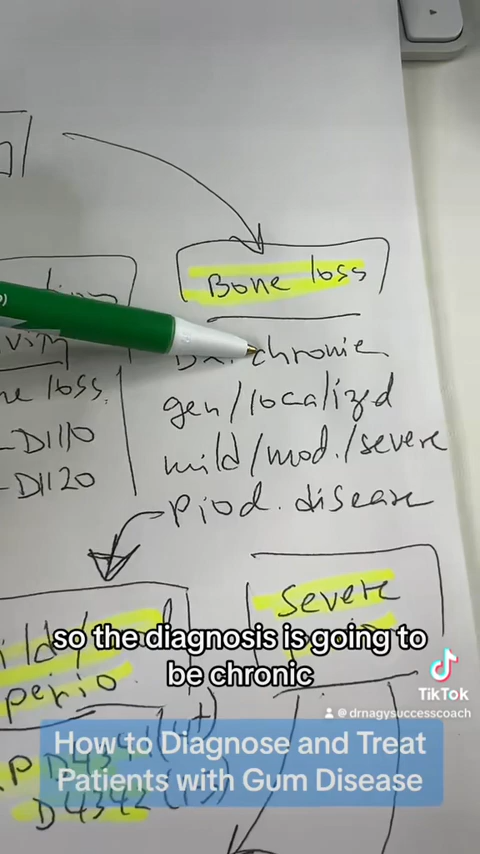 Bone loss
Dx. chronic
gen/localized
mild/mod./severe
Piod. disease
ne loss.
-D1110
-D1120
Severe
perio.
so the diagnosis is going to
be chronic
TikTok
@drnagysuccesscoach
How to Diagnose and Treat
Patients with Gum Disease
D4342